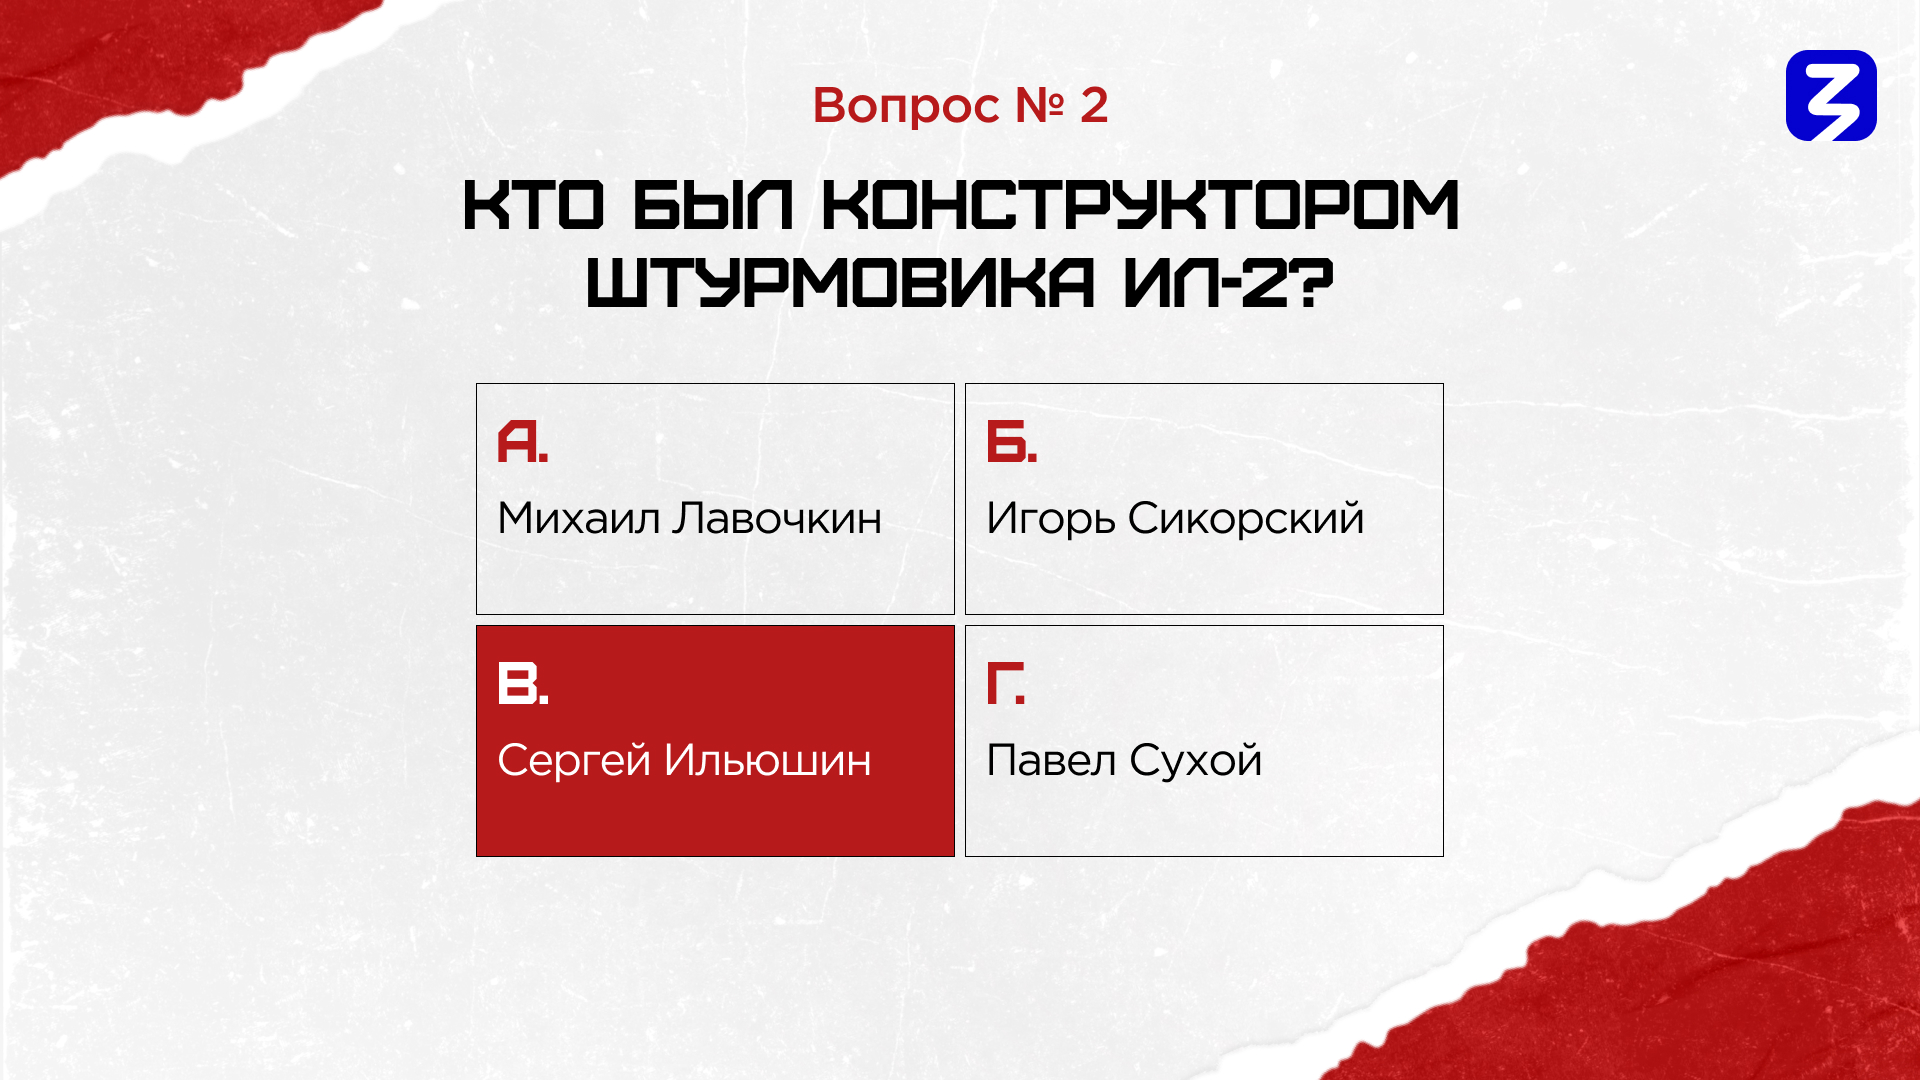 Вопрос № 2
КТО БЫЛ КОНСТРУКТОРОМ
ШТУРМОВИКА ИЛ-2?
А.
Михаил Лавочкин
Б.
Игорь Сикорский
В.
Сергей Ильюшин
Г.
Павел Сухой